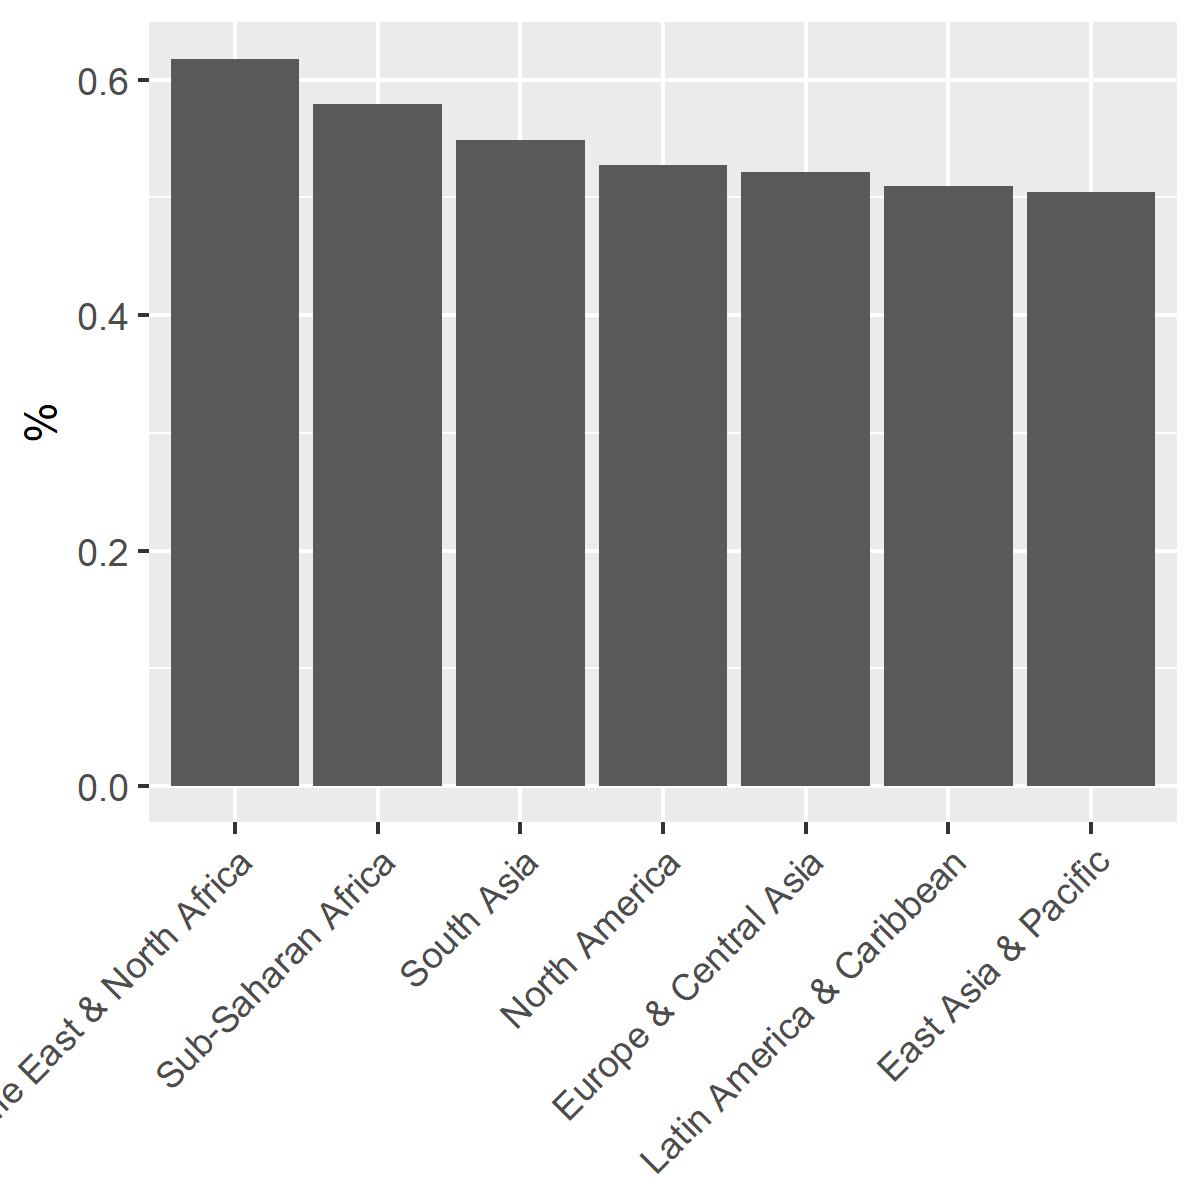 0.6
0.4
0.2
0.0
%
East & North Africa
Sub-Saharan Africa
South Asia
North America
Europe & Central Asia
Latin America & Caribbean
East Asia & Pacific